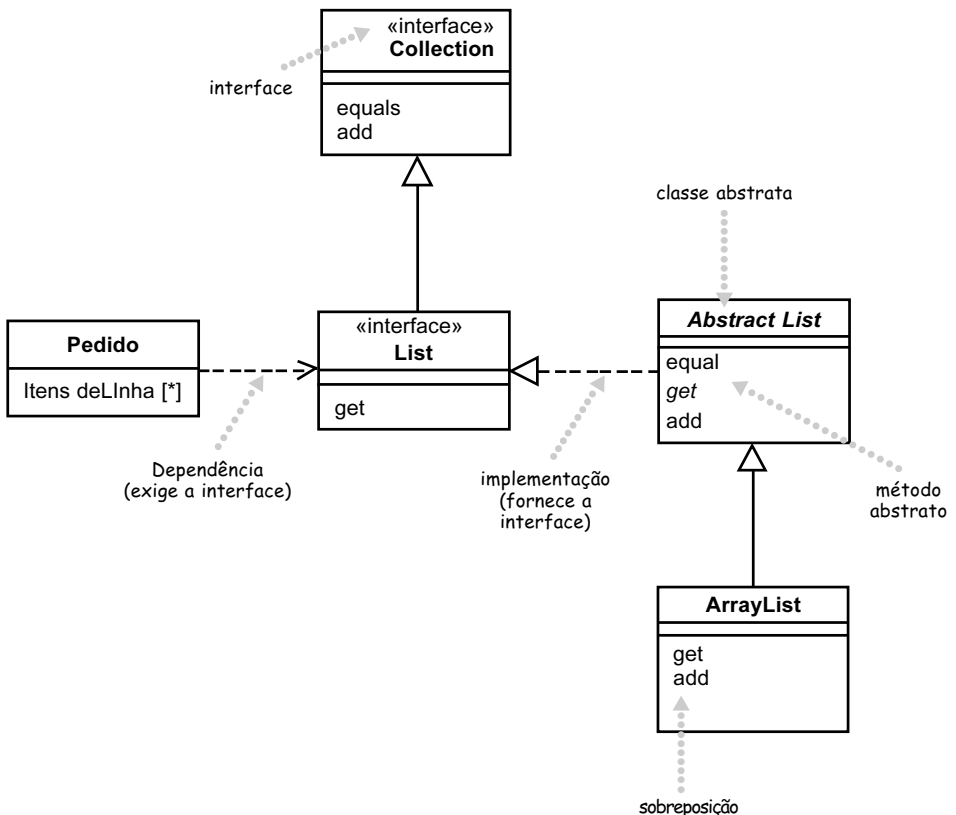 «interface»
Collection
interface
equals
add
classe abstrata
«interface»
List
get
Abstract List
equal
get
add
Pedido
Itens deLInha [*]
Dependência
(exige a interface)
implementação
(fornece a
interface)
método
abstrato
ArrayList
get
add
sobreposição